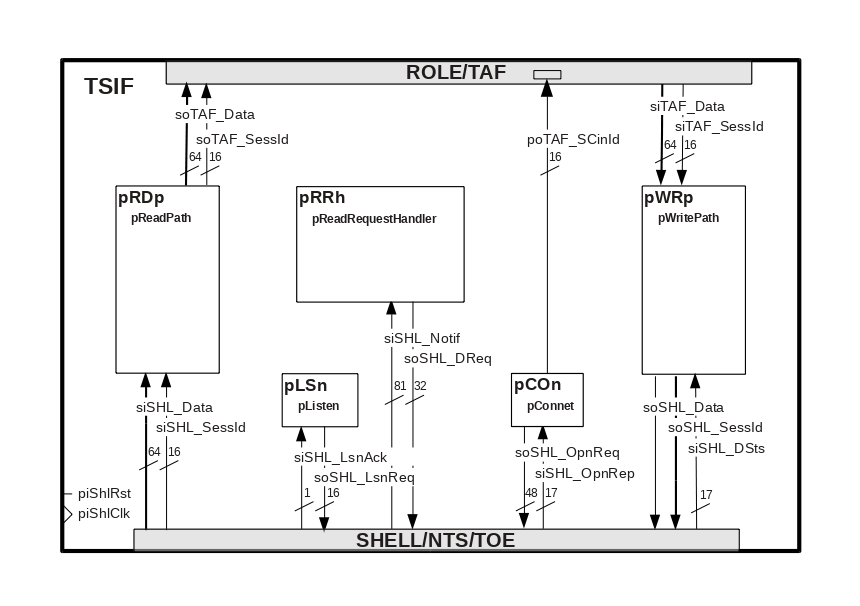 ROLE/TAF
TSIF
soTAF_Data
soTAF_SessId
64
16
poTAF_SCinId
16
siTAF_Data
siTAF_SessId
64
16
pRDp
pReadPath
pRRh
pReadRequestHandler
pWRp
pWritePath
siSHL_Notif
soSHL_DReq
81
32
pLSn
pListen
pCOn
pConnet
siSHL_Data
siSHL_SessId
64
16
siSHL_LsnAck
soSHL_LsnReq
1
16
soSHL_OpnReq
siSHL_OpnRep
48
17
soSHL_Data
soSHL_SessId
siSHL_DSts
17
piShlRst
piShlClk
SHELL/NTS/TOE